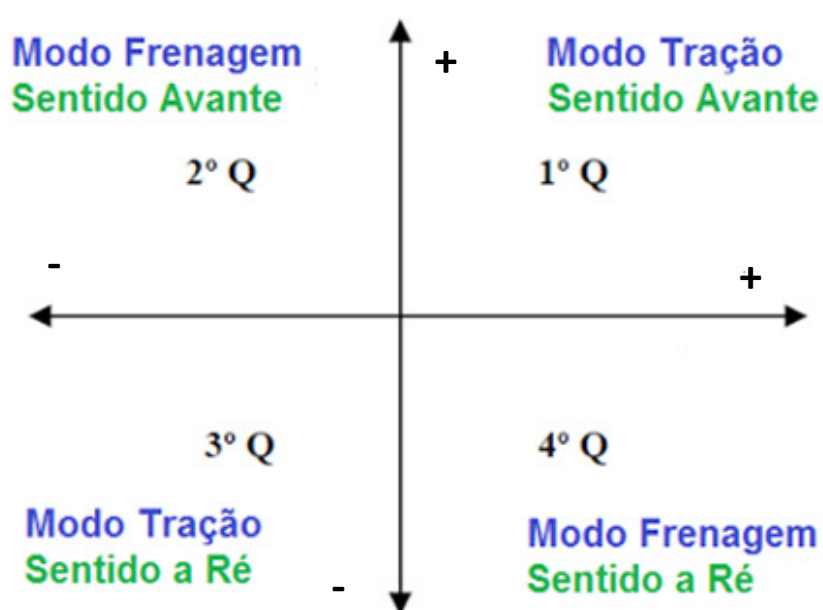 Modo Frenagem
Sentido Avante
2º Q
+
Modo Tração
Sentido Avante
1º Q
-
+
3º Q
Modo Tração
Sentido a Ré
-
4º Q
Modo Frenagem
Sentido a Ré